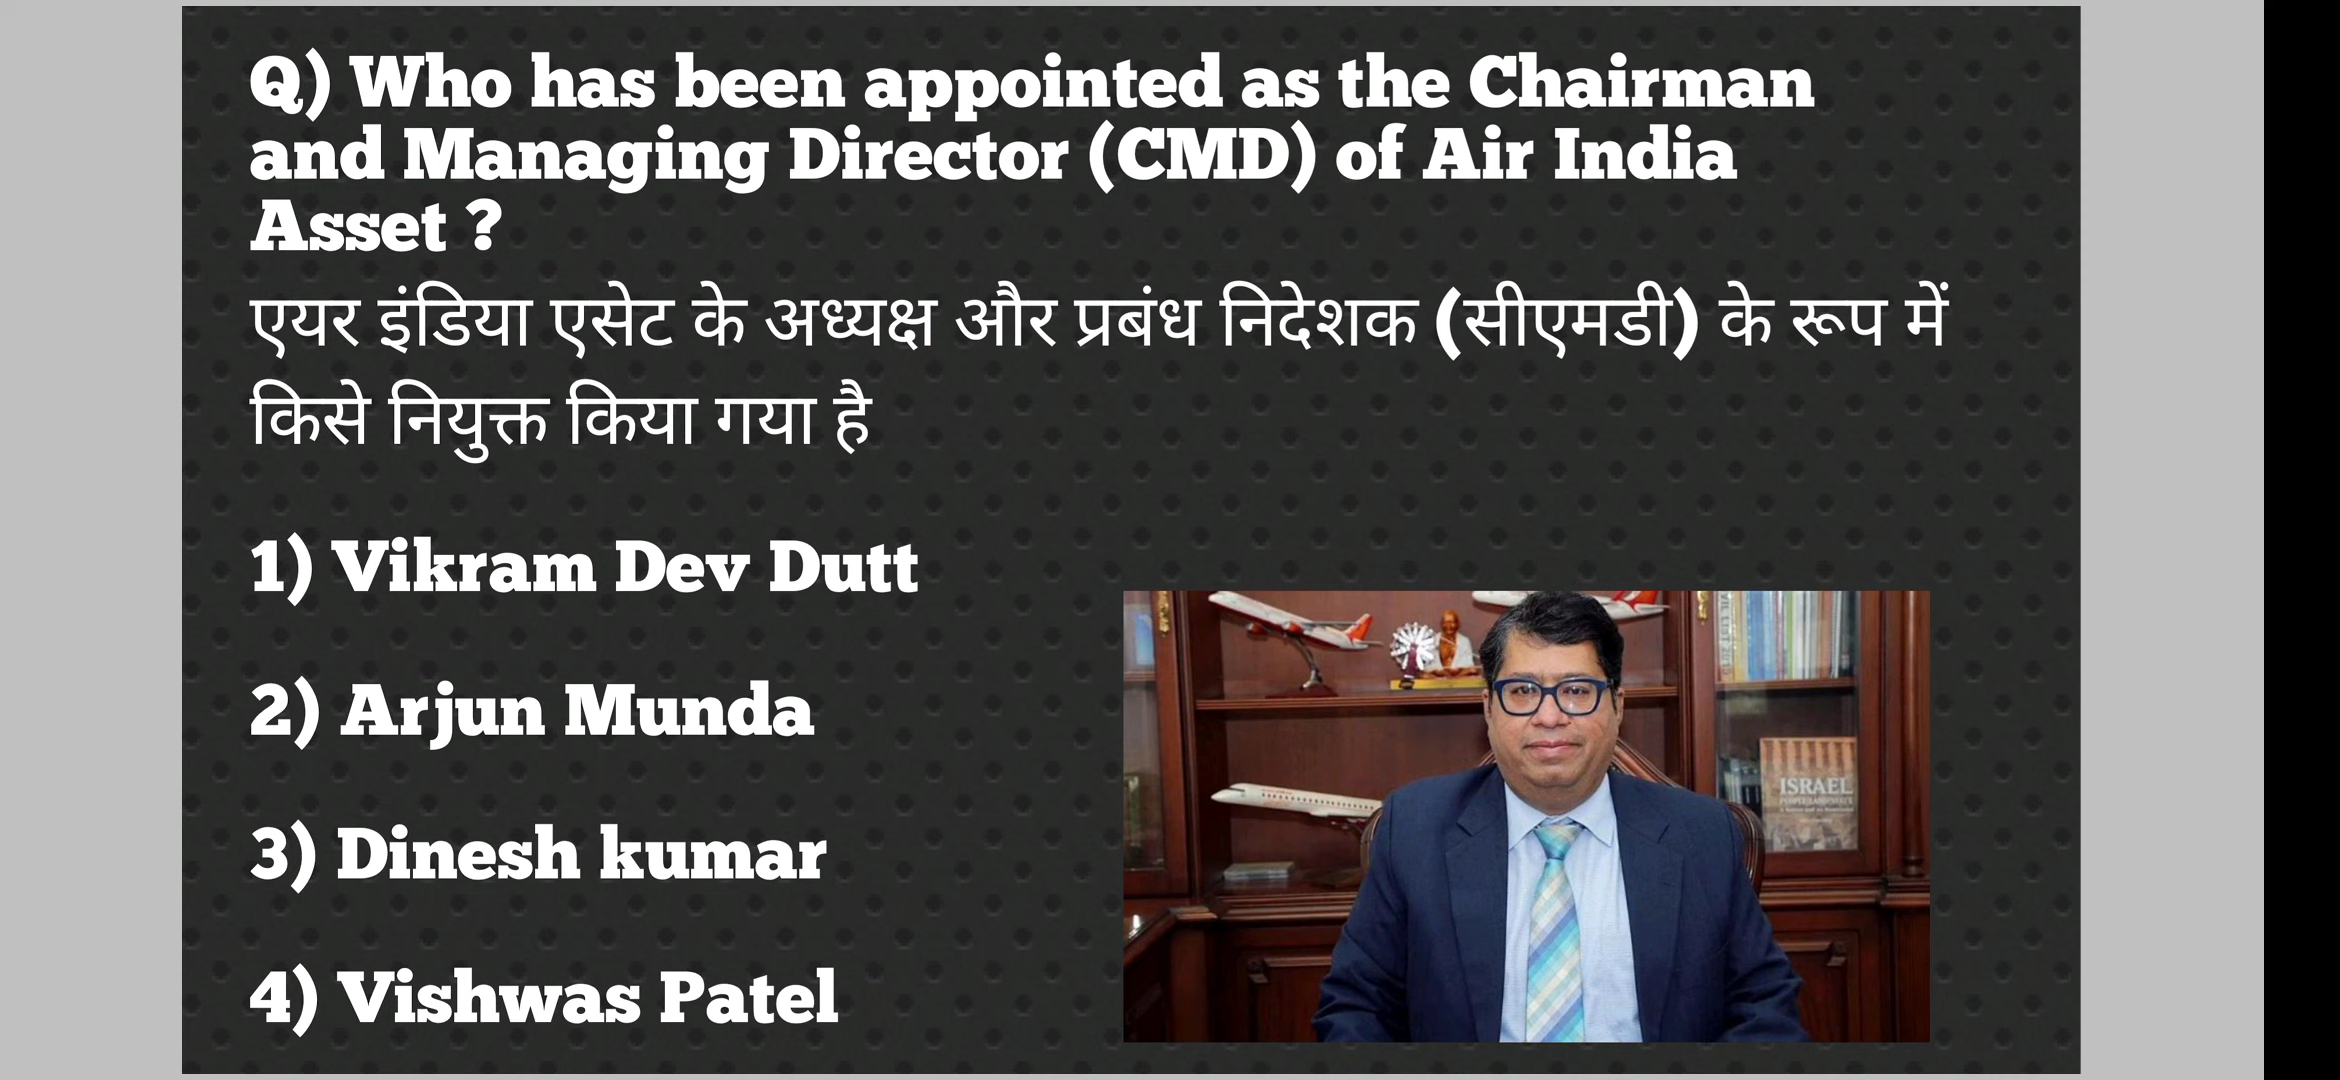 Q) Who has been appointed as the Chairman
and Managing Director (CMD) of Air India
Asset ?
एयर इंडिया एसेट के अध्यक्ष और प्रबंध निदेशक (सीएमडी) के रूप में
किसे नियुक्त किया गया है
1) Vikram Dev Dutt
2) Arjun Munda
3) Dinesh kumar
4) Vishwas Patel
ISRAEL